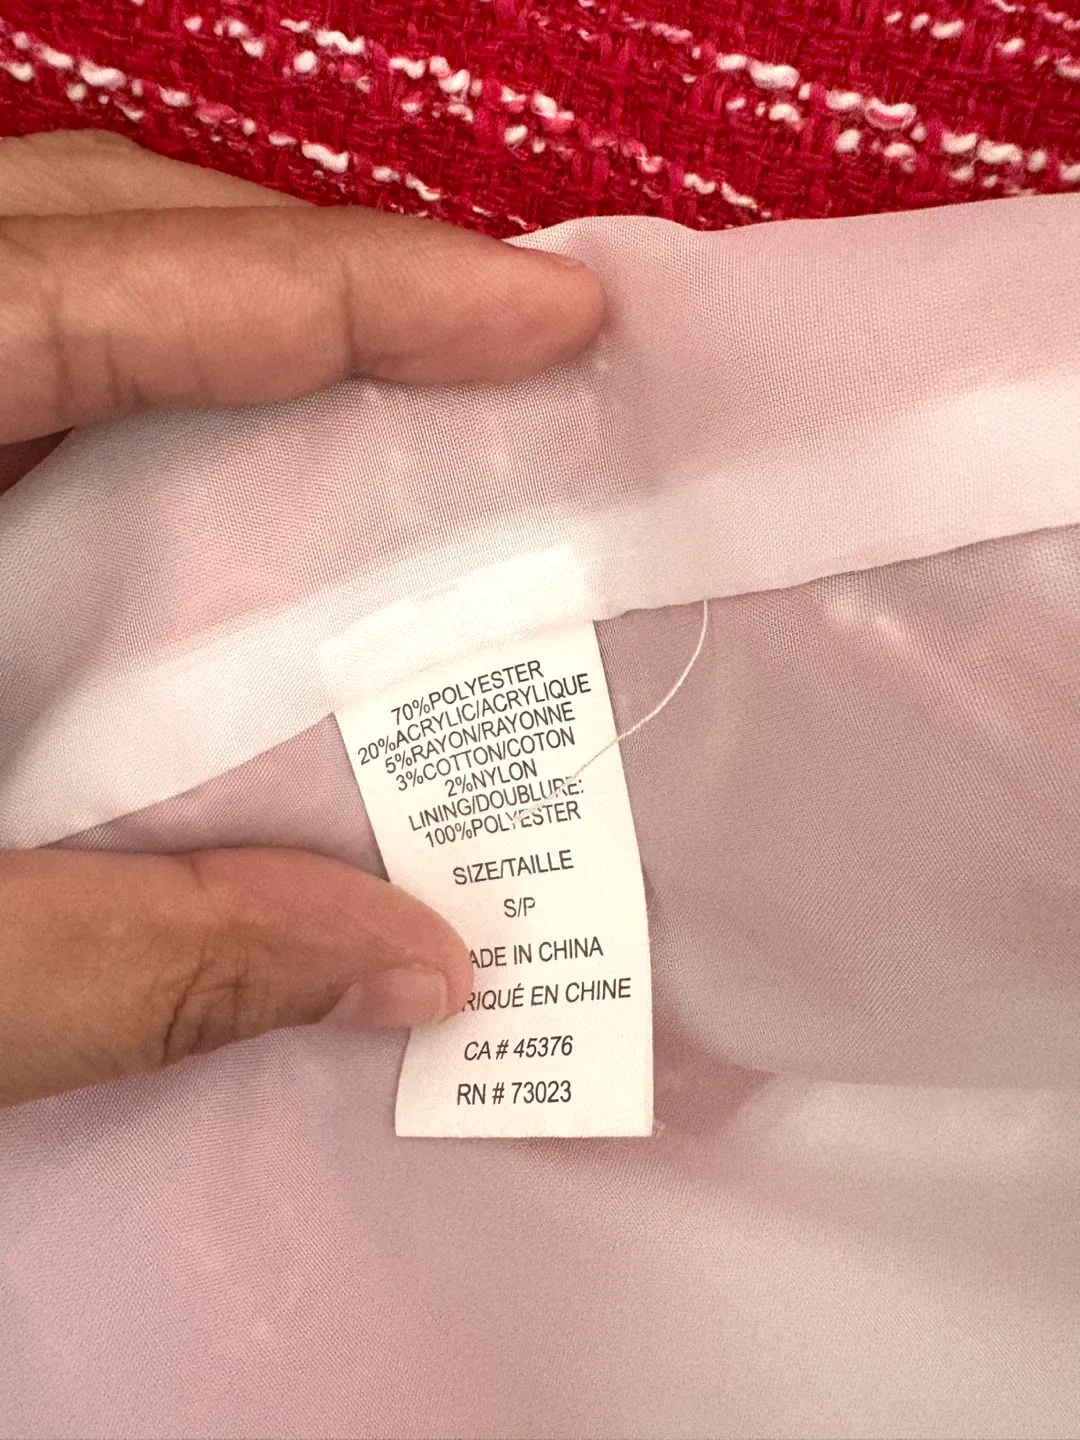 70%POLYESTER
20%ACRYLIC/ACRYLIQUE
5%RAYON/RAYONNE
3%COTTON/COTON
2%NYLON
LINING/DOUBLURE:
100%POLYESTER
SIZE/TAILLE
S/P
ADE IN CHINA
RIQUÉ EN CHINE
CA # 45376
RN # 73023